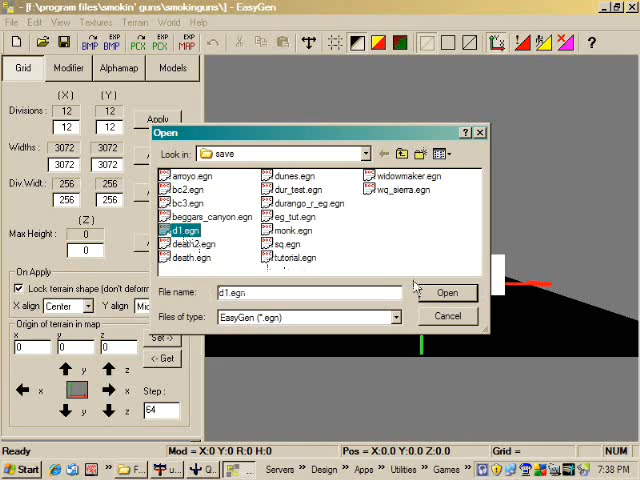 - [f:\program files\smokin' guns\smokinguns\] - EasyGen
File View Textures Terrain World Help
EXP BMP IMP BMP EXP PCX IMP PCX EXP MAP
Grid Modifier Alphamap Models
(X) (Y)
Divisions : 12 12
12 12
Apply
Widths : 3072 3072
3072 3072
Div.Widt : 256 256
256 256
(Z)
Max Height : 0
0
On Apply
Lock terrain shape (don't deform
X align Center Y align Mid
Origin of terrain in map
x y z
0 0 0
Set ->
<- Get
y z
x x
y z
Step :
64
Open
Look in: save
arroyo.egn dunes.egn widowmaker.egn
bc2.egn dur_test.egn wq_sierra.egn
bc3.egn durango_r_eg.egn
beggars_canyon.egn eg_tut.egn
d1.egn monk.egn
death2.egn sq.egn
death.egn tutorial.egn
File name: d1.egn Open
Files of type: EasyGen (*.egn) Cancel
Ready Mod = X:0 Y:0 R:0 H:0 Pos = X:0.0 Y:0.0 Z:0.0 Grid = NUM
Start F... u... Q... Servers Design Apps Utilities Games 7:38 PM